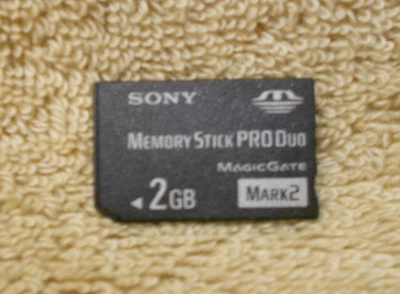 SONY
MEMORY STICK PRO DUO
MAGICGATE
◄ 2GB MARK2